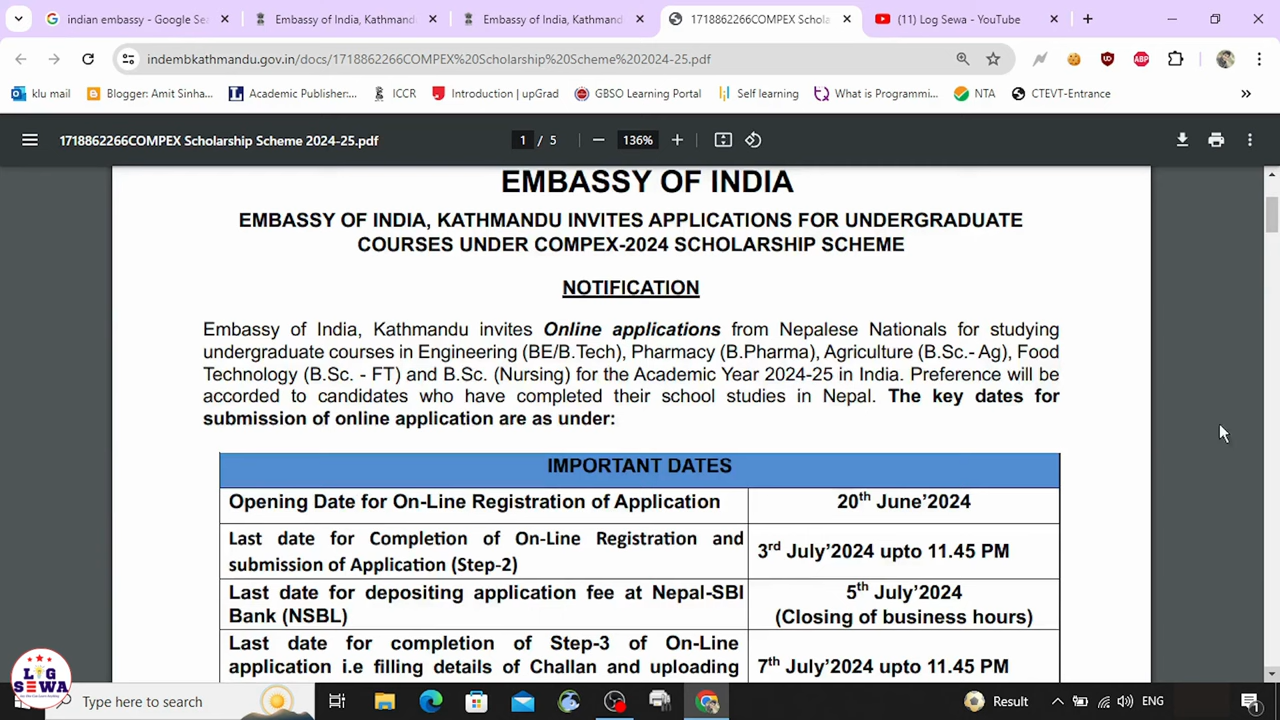 indian embassy - Google Sea
Embassy of India, Kathmandu
Embassy of India, Kathmandu
1718862266COMPEX Schola
(11) Log Sewa - YouTube
indembkathmandu.gov.in/docs/1718862266COMPEX%20Scholarship%20Scheme%202024-25.pdf
klu mail
Blogger: Amit Sinha...
Academic Publisher:...
ICCR
Introduction | upGrad
GBSO Learning Portal
Self learning
What is Programmi...
NTA
CTEVT-Entrance
1718862266COMPEX Scholarship Scheme 2024-25.pdf
1 / 5
136%
EMBASSY OF INDIA
EMBASSY OF INDIA, KATHMANDU INVITES APPLICATIONS FOR UNDERGRADUATE
COURSES UNDER COMPEX-2024 SCHOLARSHIP SCHEME
NOTIFICATION
Embassy of India, Kathmandu invites Online applications from Nepalese Nationals for studying
undergraduate courses in Engineering (BE/B.Tech), Pharmacy (B.Pharma), Agriculture (B.Sc.- Ag), Food
Technology (B.Sc. - FT) and B.Sc. (Nursing) for the Academic Year 2024-25 in India. Preference will be
accorded to candidates who have completed their school studies in Nepal. The key dates for
submission of online application are as under:
IMPORTANT DATES
Opening Date for On-Line Registration of Application
20th June'2024
Last date for Completion of On-Line Registration and
submission of Application (Step-2)
3rd July'2024 upto 11.45 PM
Last date for depositing application fee at Nepal-SBI
Bank (NSBL)
5th July'2024
(Closing of business hours)
Last date for completion of Step-3 of On-Line
application i.e filling details of Challan and uploading
7th July'2024 upto 11.45 PM
LOG
SEWA
Type here to search
Result
ENG
1